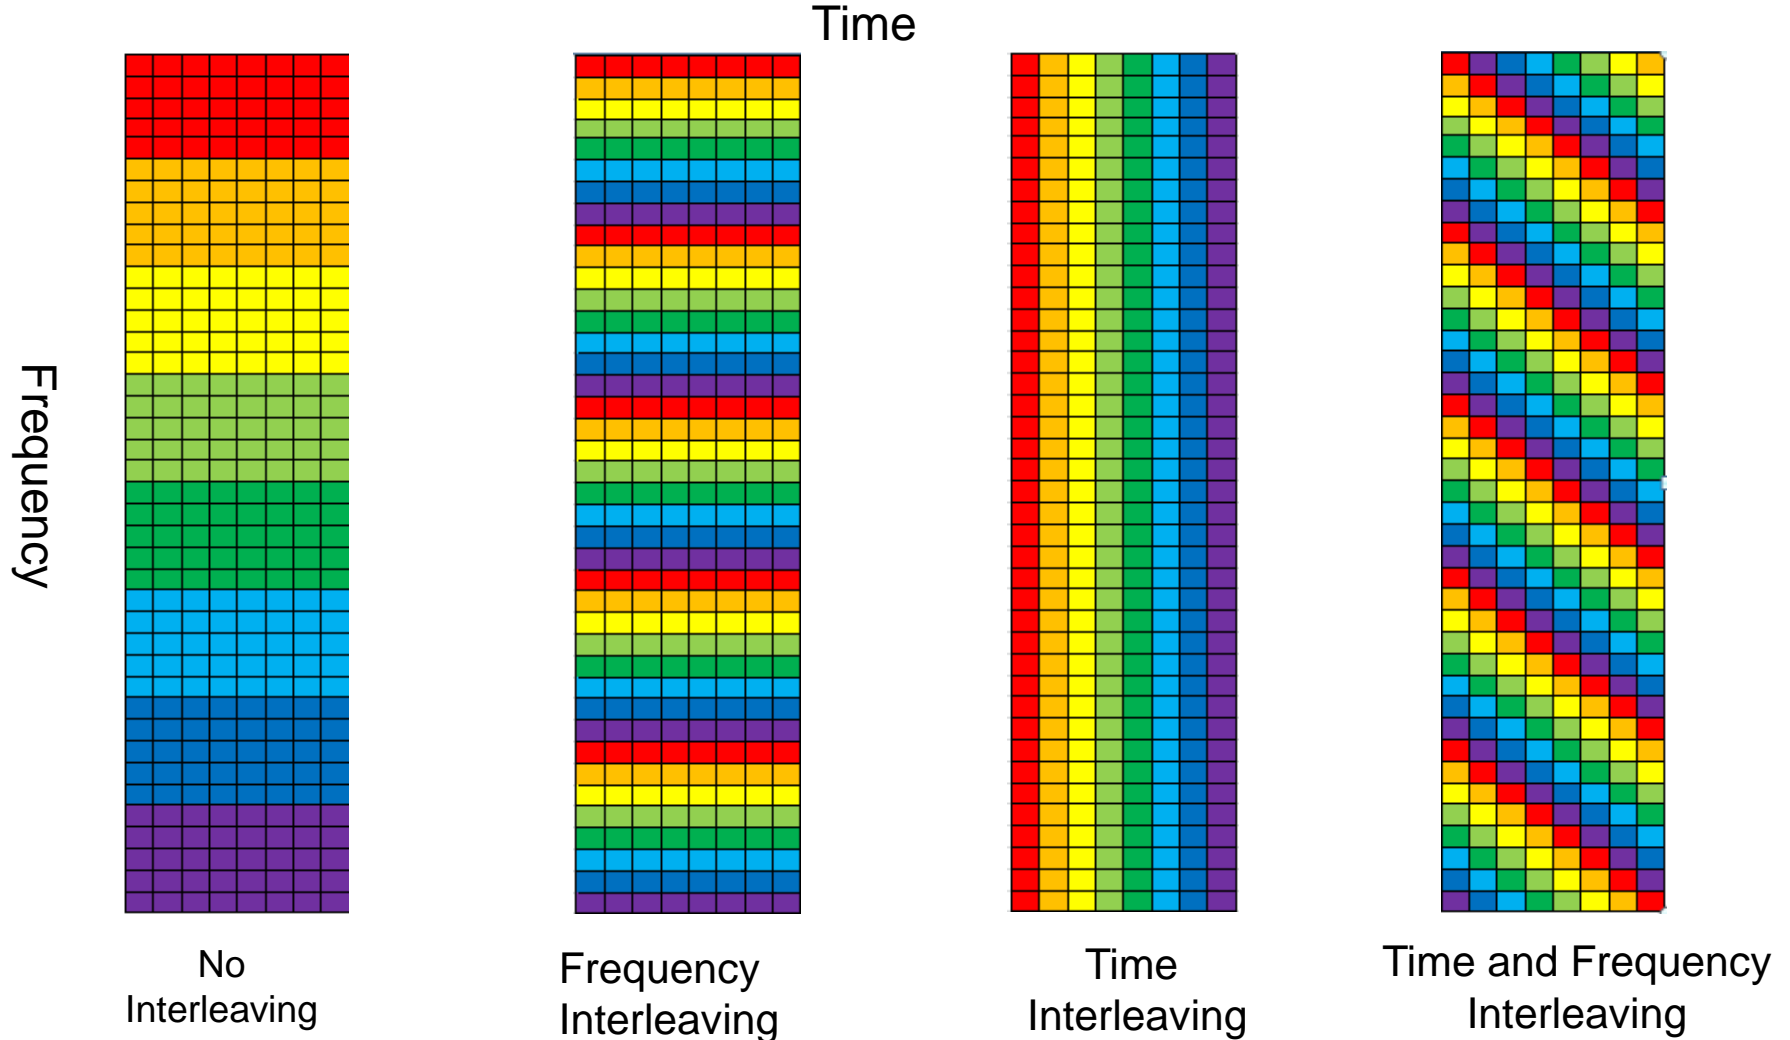 Time
Frequency
No
Interleaving
Frequency
Interleaving
Time
Interleaving
Time and Frequency
Interleaving